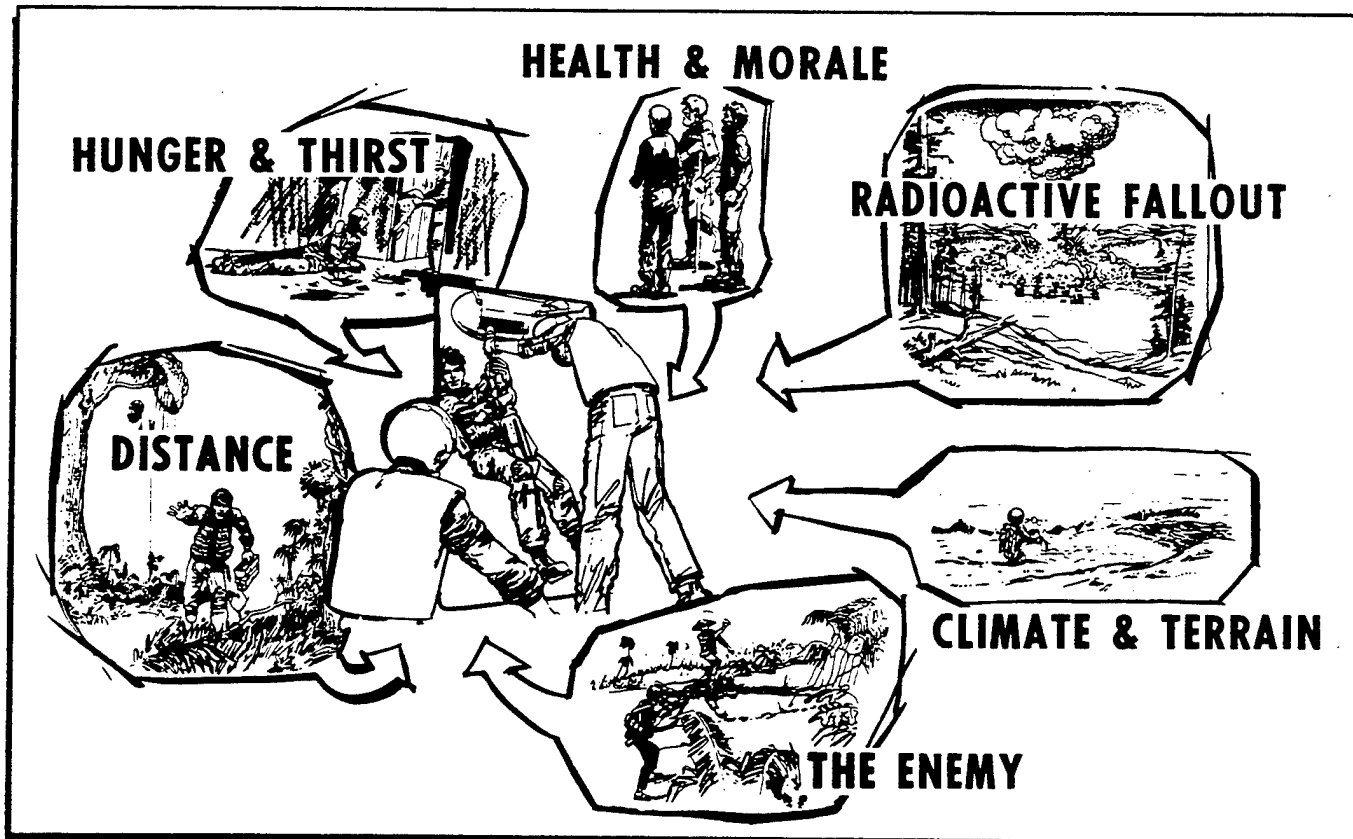 HEALTH & MORALE
HUNGER & THIRST
RADIOACTIVE FALLOUT
DISTANCE
CLIMATE & TERRAIN
THE ENEMY